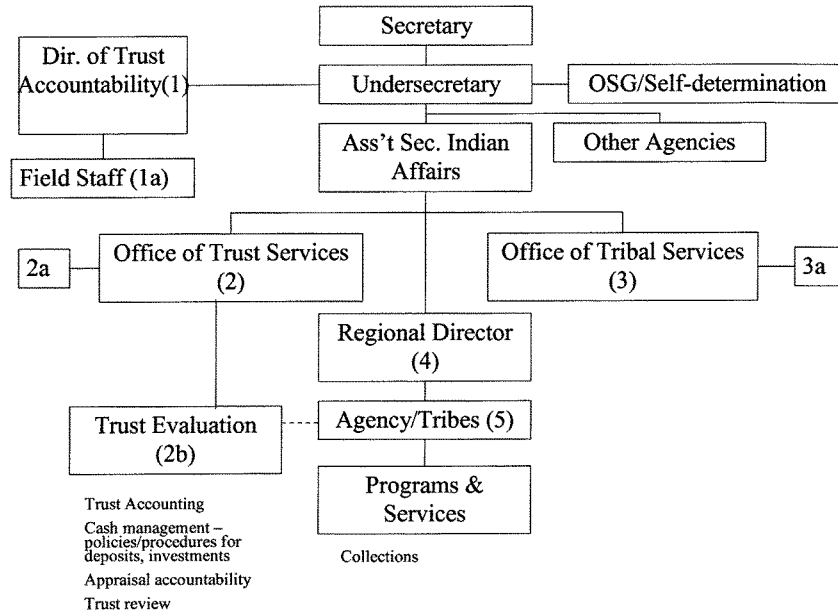 Secretary
Dir. of Trust
Accountability(1)
Undersecretary
OSG/Self-determination
Ass't Sec. Indian
Affairs
Other Agencies
Field Staff (1a)
2a
Office of Trust Services
(2)
Office of Tribal Services
(3)
3a
Regional Director
(4)
Trust Evaluation
(2b)
Agency/Tribes (5)
Programs &
Services
Trust Accounting
Cash management –
policies/procedures for
deposits, investments
Appraisal accountability
Trust review
Collections